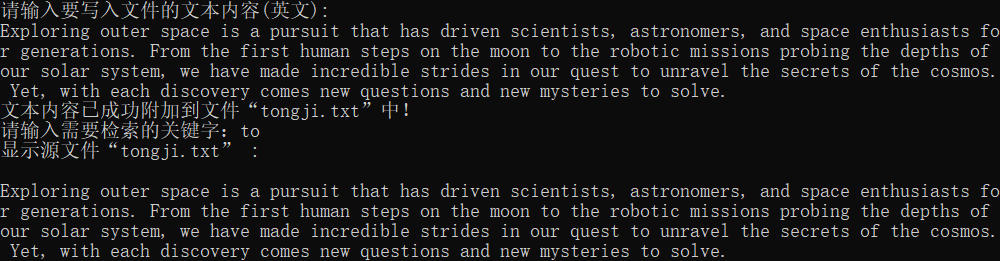 请输入要写入文件的文本内容(英文):
Exploring outer space is a pursuit that has driven scientists, astronomers, and space enthusiasts fo
r generations. From the first human steps on the moon to the robotic missions probing the depths of
our solar system, we have made incredible strides in our quest to unravel the secrets of the cosmos.
 Yet, with each discovery comes new questions and new mysteries to solve.
文本内容已成功附加到文件“tongji.txt”中!
请输入需要检索的关键字: to
显示源文件“tongji.txt” :
Exploring outer space is a pursuit that has driven scientists, astronomers, and space enthusiasts fo
r generations. From the first human steps on the moon to the robotic missions probing the depths of
our solar system, we have made incredible strides in our quest to unravel the secrets of the cosmos.
 Yet, with each discovery comes new questions and new mysteries to solve.